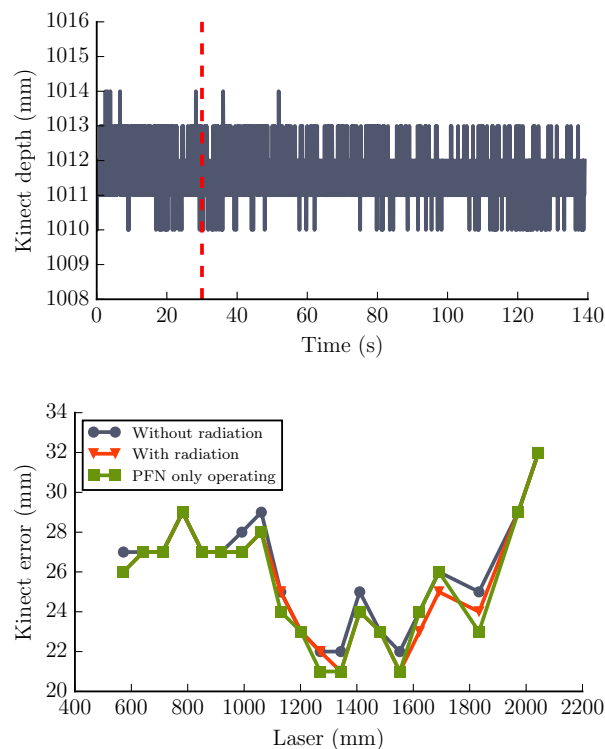 1016
1015
1014
1013
1012
1011
1010
1009
1008
Kinect depth (mm)
0 20 40 60 80 100 120 140
Time (s)
34
32
30
28
26
24
22
20
Kinect error (mm)
Without radiation
With radiation
PFN only operating
400 600 800 1000 1200 1400 1600 1800 2000 2200
Laser (mm)